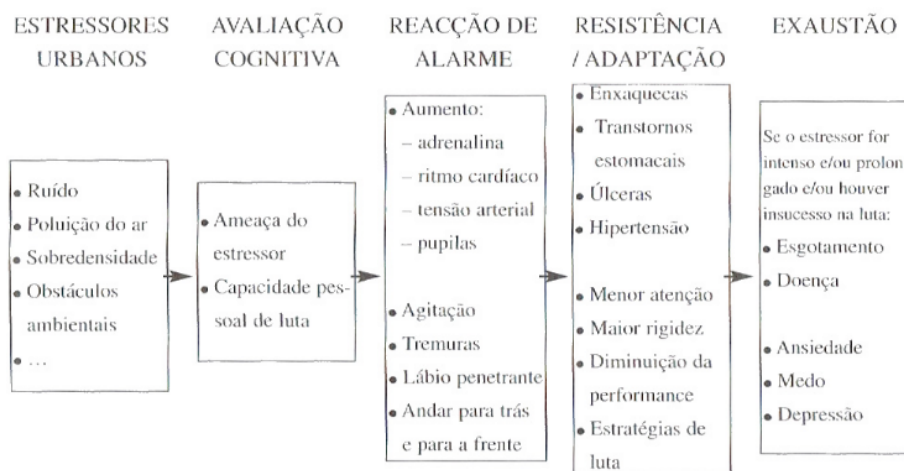 ESTRESSORES
URBANOS
• Ruído
• Poluição do ar
• Sobredensidade
• Obstáculos
ambientais
• ...
AVALIAÇÃO
COGNITIVA
• Ameaça do
estressor
• Capacidade pes-
soal de luta
REACÇÃO DE
ALARME
• Aumento:
– adrenalina
– ritmo cardíaco
– tensão arterial
– pupilas
• Agitação
• Tremuras
• Lábio penetrante
• Andar para trás
e para a frente
RESISTÊNCIA
/ ADAPTAÇÃO
• Enxaquecas
• Transtornos
estomacais
• Úlceras
• Hipertensão
• Menor atenção
• Maior rigidez
• Diminuição da
performance
• Estratégias de
luta
EXAUSTÃO
Se o estressor for
intenso e/ou prolon
gado e/ou houver
insucesso na luta:
• Esgotamento
• Doença
• Ansiedade
• Medo
• Depressão